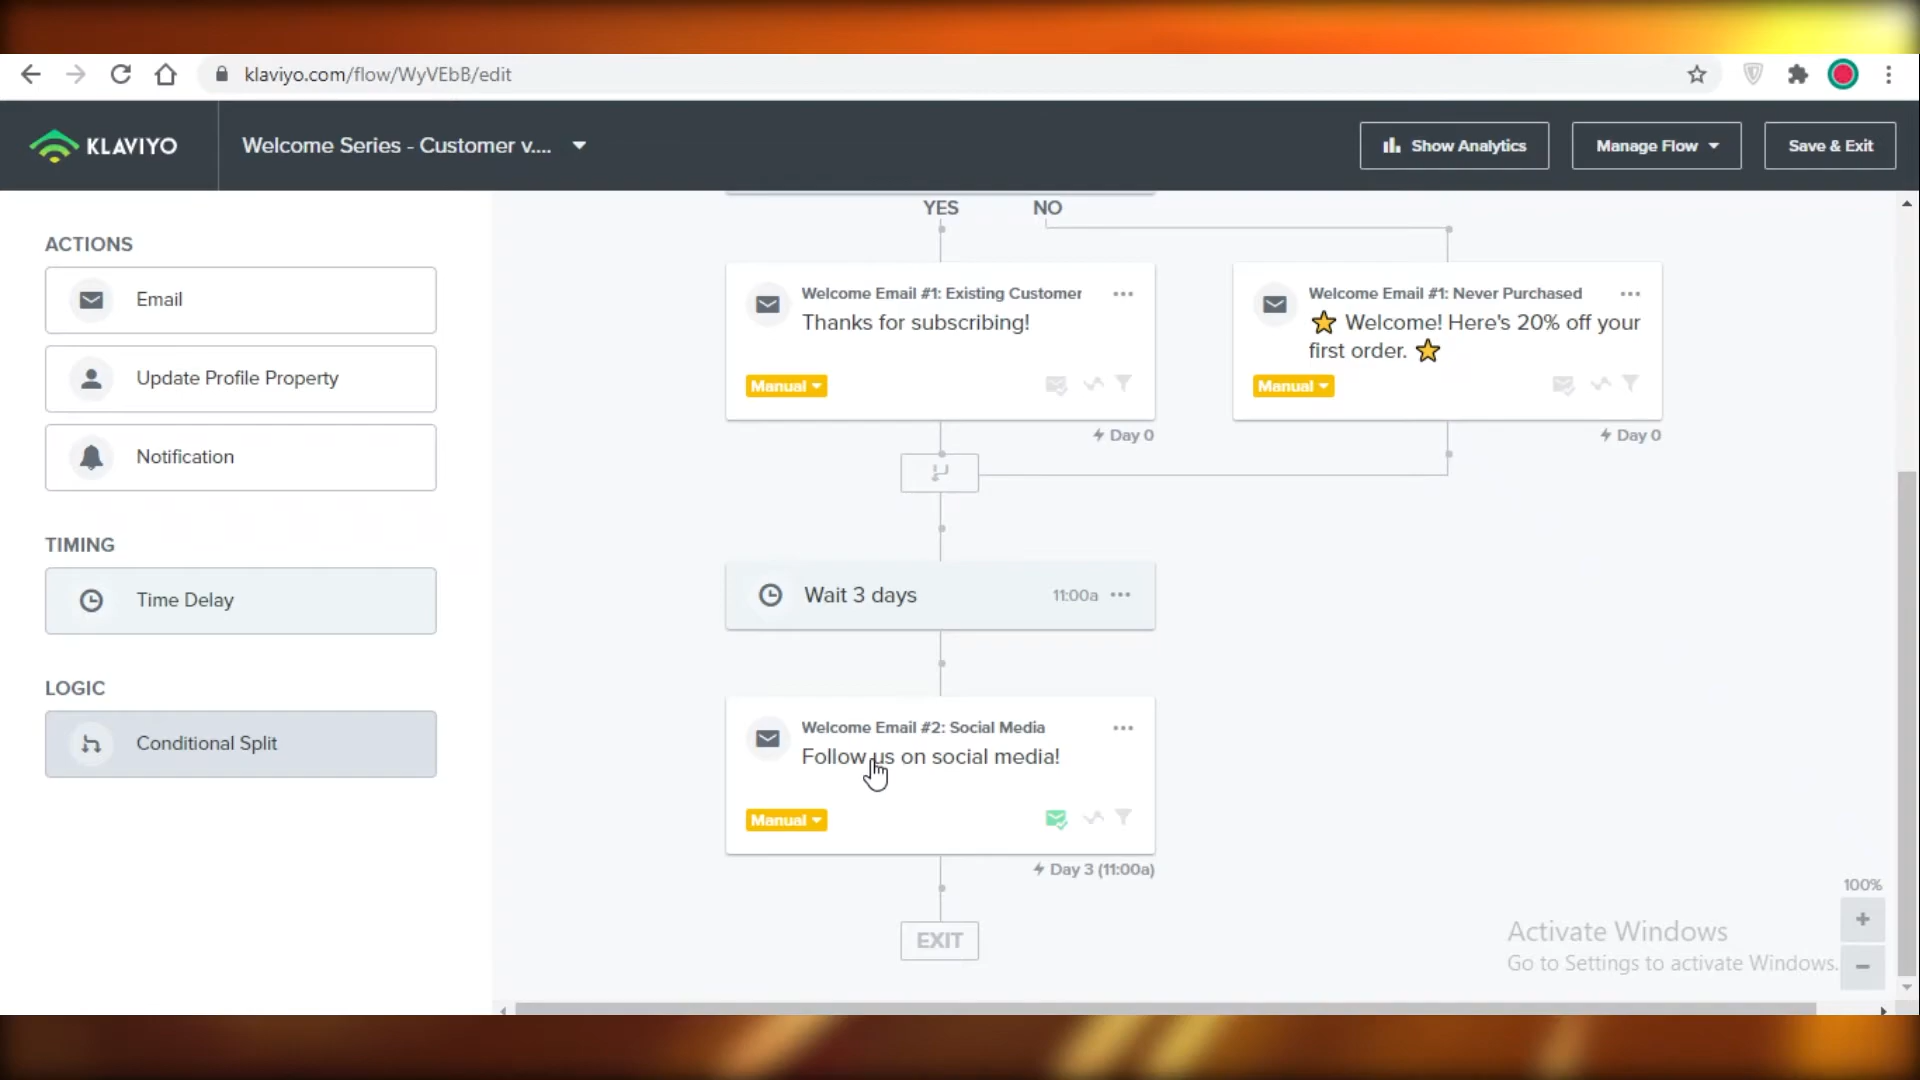 klaviyo.com/flow/WyVEbB/edit
KLAVIYO
Welcome Series - Customer v....
Show Analytics
Manage Flow
Save & Exit
ACTIONS
Email
Update Profile Property
Notification
TIMING
Time Delay
LOGIC
Conditional Split
YES
NO
Welcome Email #1: Existing Customer
Thanks for subscribing!
Manual
Day 0
Welcome Email #1: Never Purchased
⭐ Welcome! Here's 20% off your
first order. ⭐
Manual
Day 0
Wait 3 days
11:00a
Welcome Email #2: Social Media
Follow us on social media!
Manual
Day 3 (11:00a)
EXIT
100%
+
−
Activate Windows
Go to Settings to activate Windows.